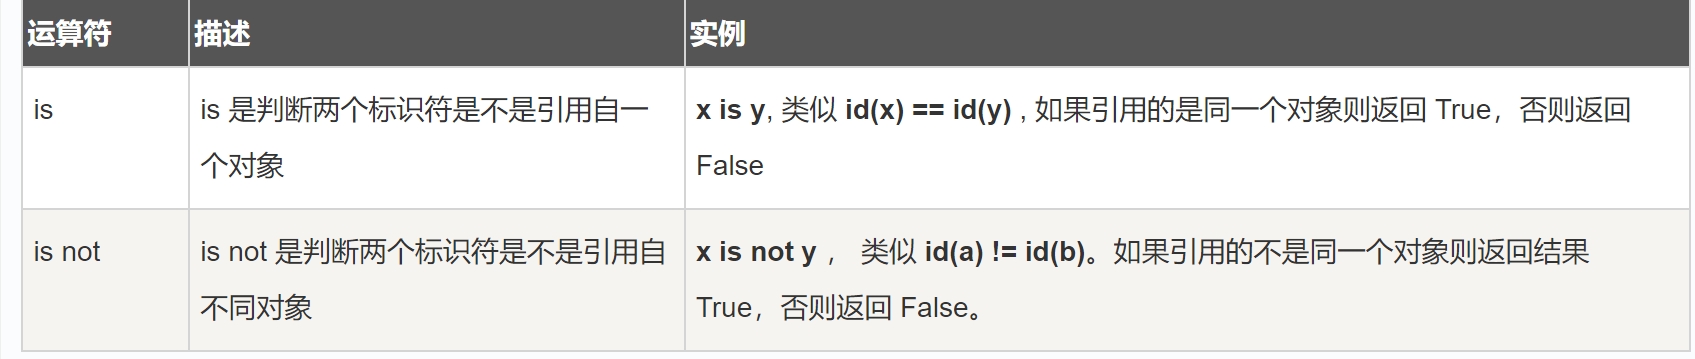 运算符 描述 实例
is is 是判断两个标识符是不是引用自一 x is y, 类似 id(x) == id(y) , 如果引用的是同一个对象则返回 True，否则返回
个对象 False
is not is not 是判断两个标识符是不是引用自 x is not y ， 类似 id(a) != id(b)。如果引用的不是同一个对象则返回结果
不同对象 True，否则返回 False。